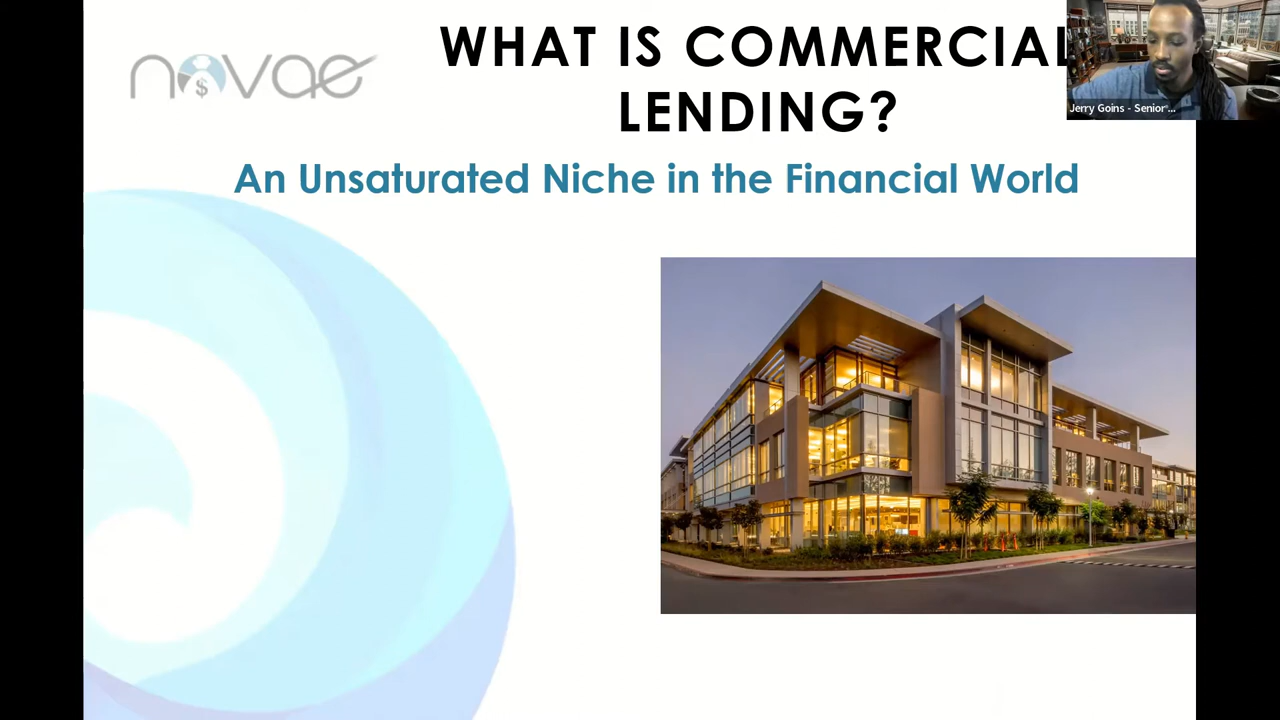 novae
$
WHAT IS COMMERCIAL
LENDING?
An Unsaturated Niche in the Financial World
Jerry Goins - Senior ...